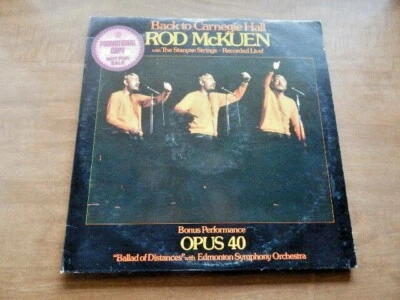 Back to Carnegie Hall
ROD McKUEN
with The Stanyan Strings - Recorded Live!
PROMOTIONAL
COPY
NOT FOR
SALE
Bonus Performance
OPUS 40
"Ballad of Distances" with Edmonton Symphony Orchestra